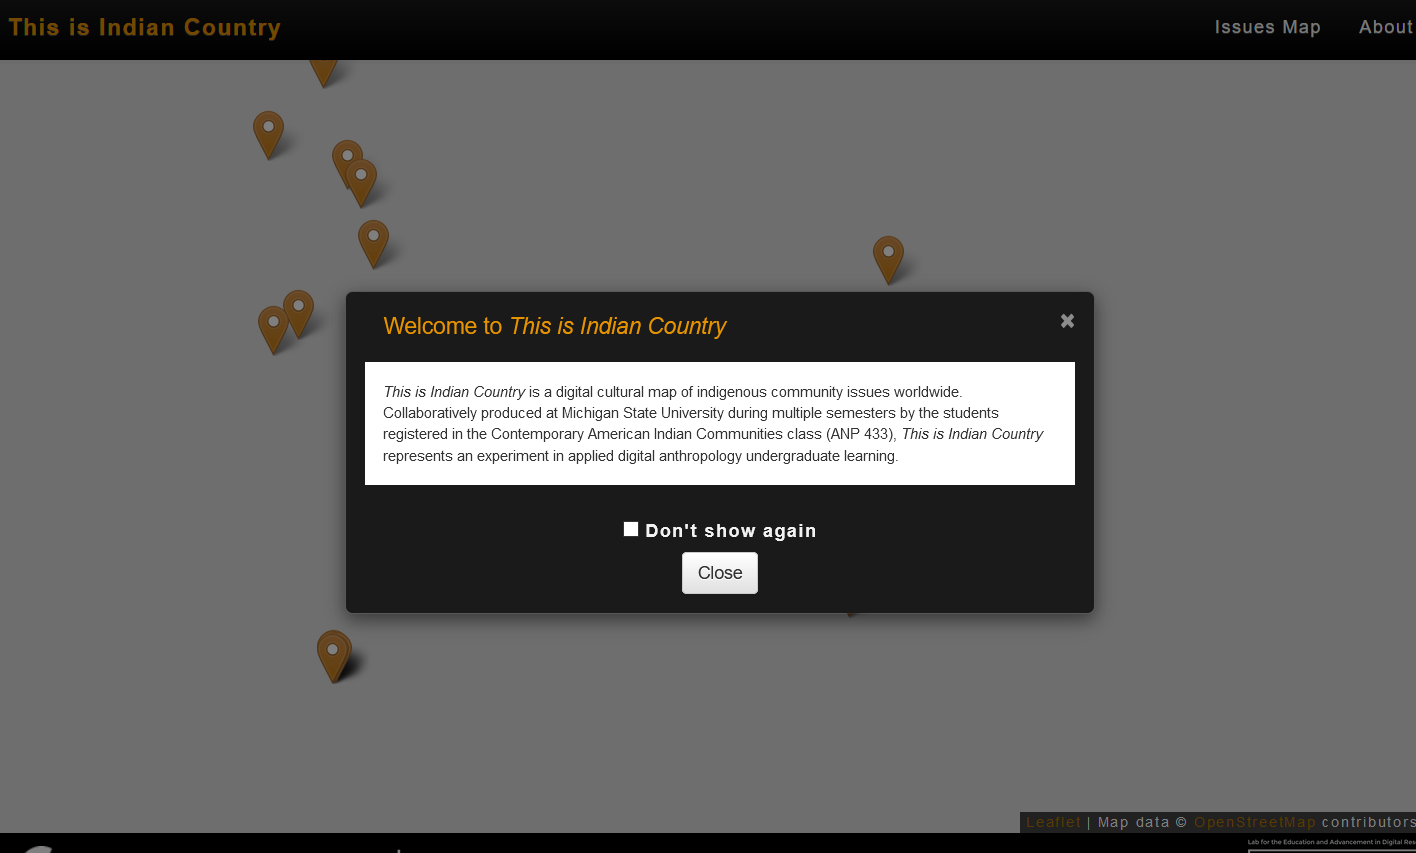 This is Indian Country
Issues Map
About
Welcome to This is Indian Country
This is Indian Country is a digital cultural map of indigenous community issues worldwide.
Collaboratively produced at Michigan State University during multiple semesters by the students
registered in the Contemporary American Indian Communities class (ANP 433), This is Indian Country
represents an experiment in applied digital anthropology undergraduate learning.
Don't show again
Close
Leaflet | Map data © OpenStreetMap contributors
Lab for the Education and Advancement in Digital